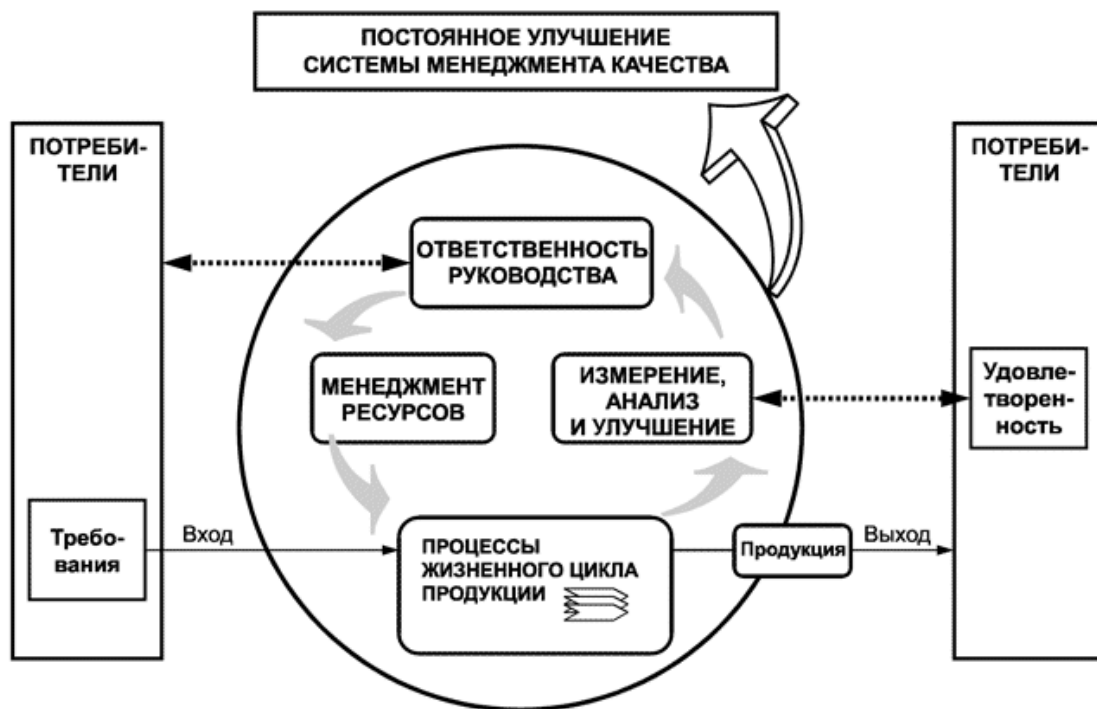 ПОСТОЯННОЕ УЛУЧШЕНИЕ
СИСТЕМЫ МЕНЕДЖМЕНТА КАЧЕСТВА
ПОТРЕБИ-
ТЕЛИ
ПОТРЕБИ-
ТЕЛИ
ОТВЕТСТВЕННОСТЬ
РУКОВОДСТВА
МЕНЕДЖМЕНТ
РЕСУРСОВ
ИЗМЕРЕНИЕ,
АНАЛИЗ
И УЛУЧШЕНИЕ
Удовле-
творен-
ность
Требо-
вания
Вход
ПРОЦЕССЫ
ЖИЗНЕННОГО ЦИКЛА
ПРОДУКЦИИ
Продукция
Выход